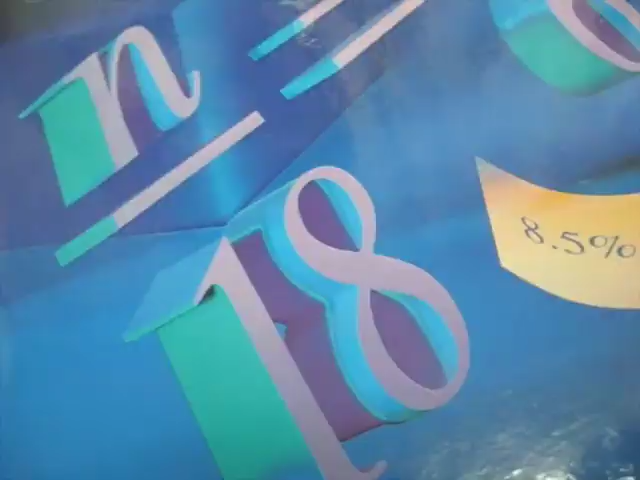 n
— =
18
8.5%